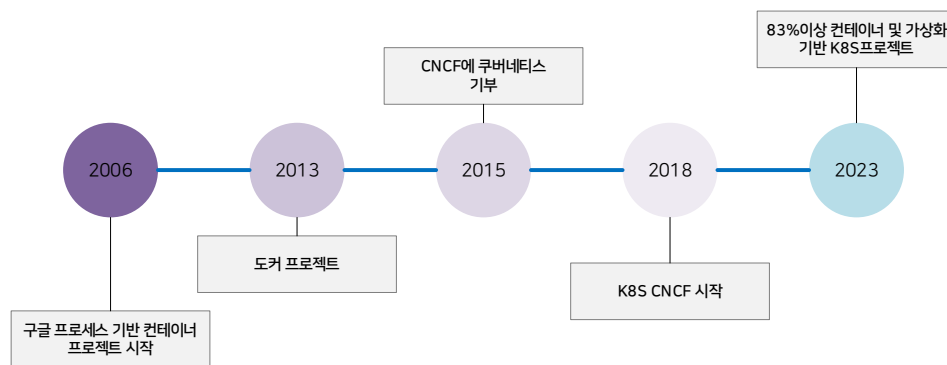 83%이상 컨테이너 및 가상화
기반 K8S프로젝트
CNCF에 쿠버네티스
기부
2006
2013
2015
2018
2023
도커 프로젝트
K8S CNCF 시작
구글 프로세스 기반 컨테이너
프로젝트 시작